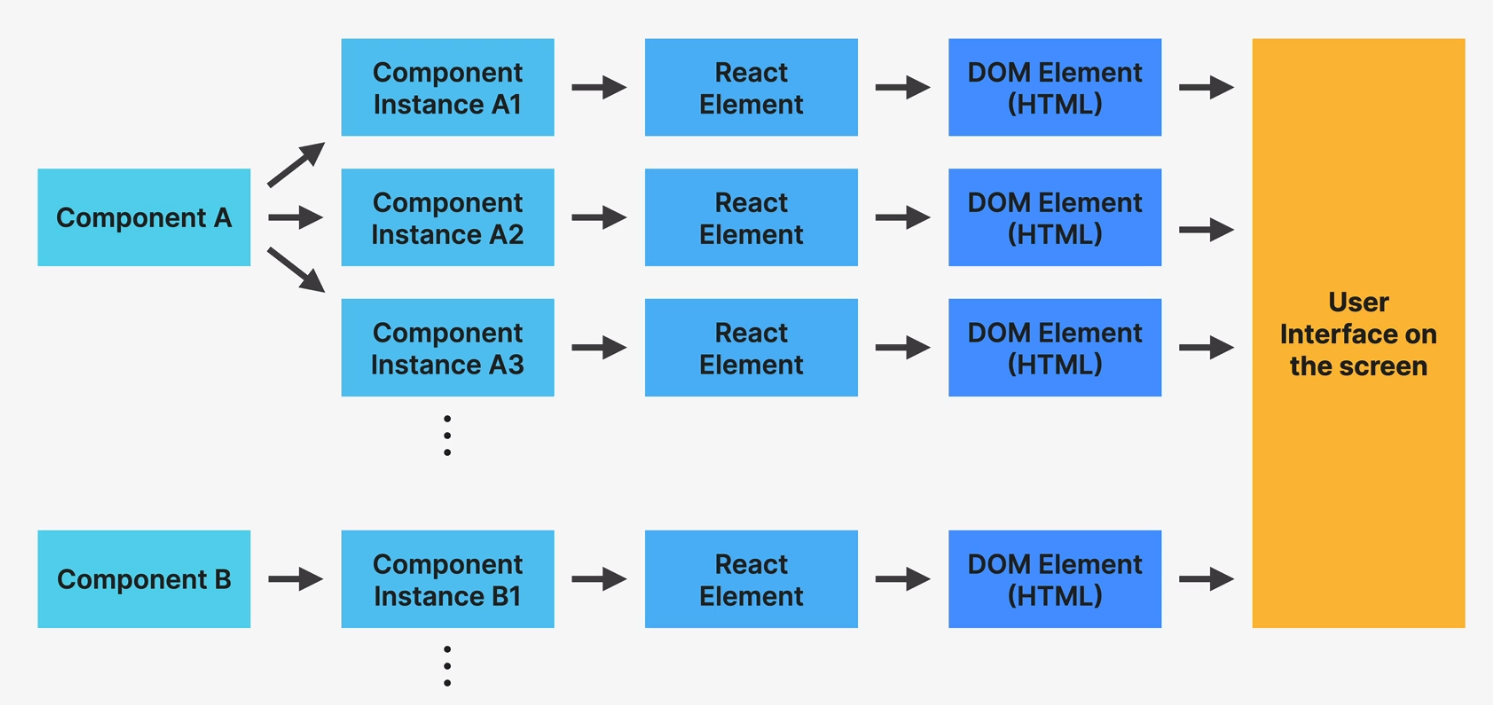 Component
Instance A1
React
Element
DOM Element
(HTML)
Component A
Component
Instance A2
React
Element
DOM Element
(HTML)
Component
Instance A3
React
Element
DOM Element
(HTML)
User
Interface on
the screen
Component B
Component
Instance B1
React
Element
DOM Element
(HTML)